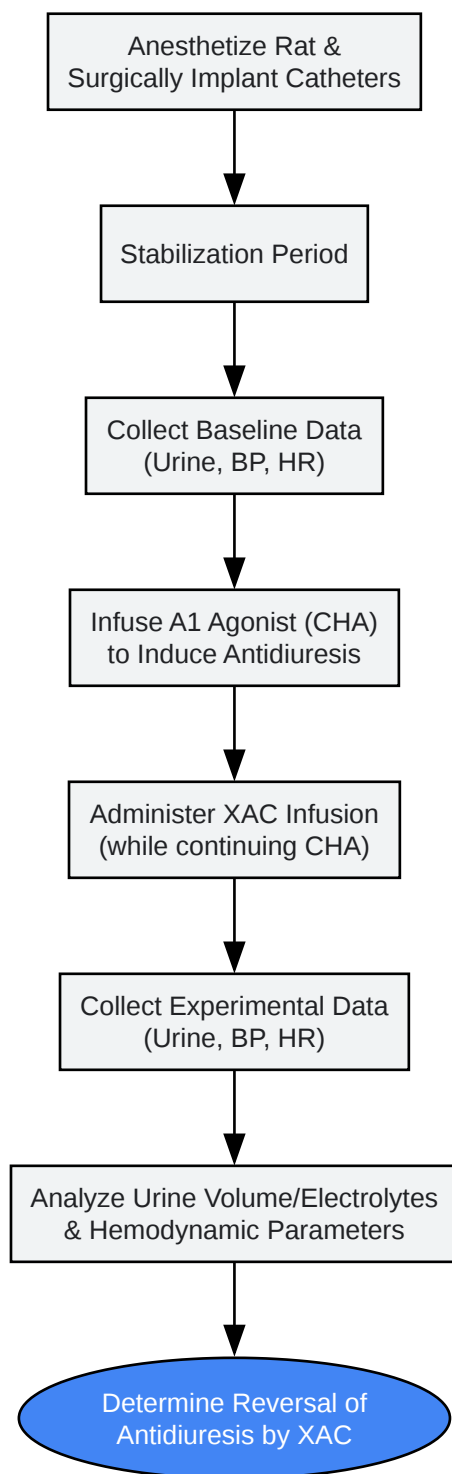 Anesthetize Rat &
Surgically Implant Catheters
Stabilization Period
Collect Baseline Data
(Urine, BP, HR)
Infuse A1 Agonist (CHA)
to Induce Antidiuresis
Administer XAC Infusion
(while continuing CHA)
Collect Experimental Data
(Urine, BP, HR)
Analyze Urine Volume/Electrolytes
& Hemodynamic Parameters
Determine Reversal of
Antidiuresis by XAC